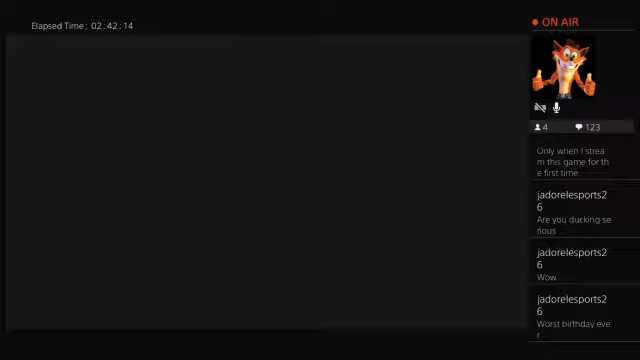 Elapsed Time : 02:42:14
ON AIR
4
123
Only when I strea
m this game for th
e first time
jadorelesports2
6
Are you ducking se
rious
jadorelesports2
6
Wow
jadorelesports2
6
Worst birthday eve
r